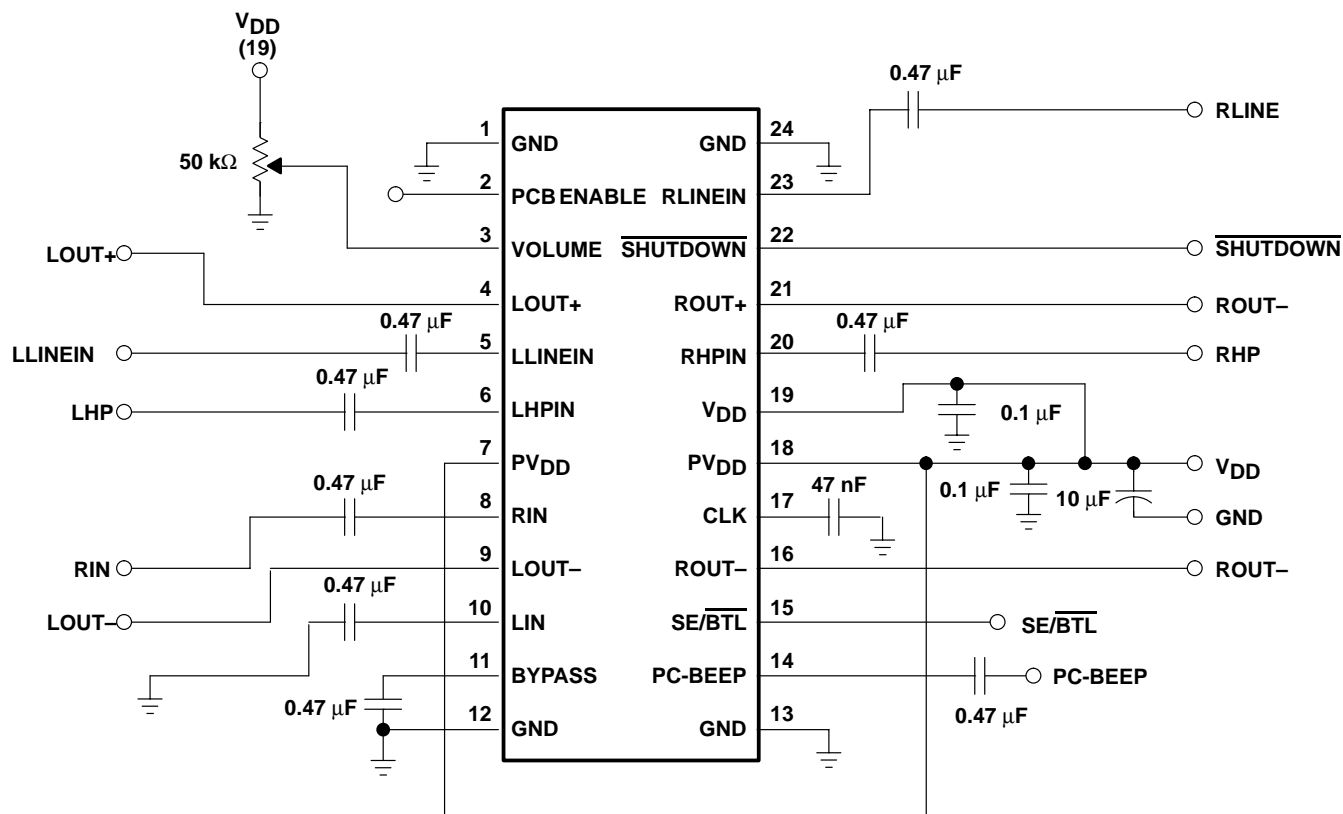 VDD
(19)
50 kΩ
LOUT+
LLINEIN
0.47 μF
LHP
0.47 μF
0.47 μF
RIN
LOUT–
0.47 μF
0.47 μF
1
GND
2
PCB ENABLE
3
VOLUME
4
LOUT+
5
LLINEIN
6
LHPIN
7
PVDD
8
RIN
9
LOUT–
10
LIN
11
BYPASS
12
GND
24
GND
23
RLINEIN
22
SHUTDOWN
21
ROUT+
20
RHPIN
19
VDD
18
PVDD
17
CLK
16
ROUT–
15
SE/BTL
14
PC-BEEP
13
GND
0.47 μF
RLINE
SHUTDOWN
ROUT–
0.47 μF
RHP
0.1 μF
VDD
0.1 μF
10 μF
47 nF
GND
ROUT–
SE/BTL
PC-BEEP
0.47 μF